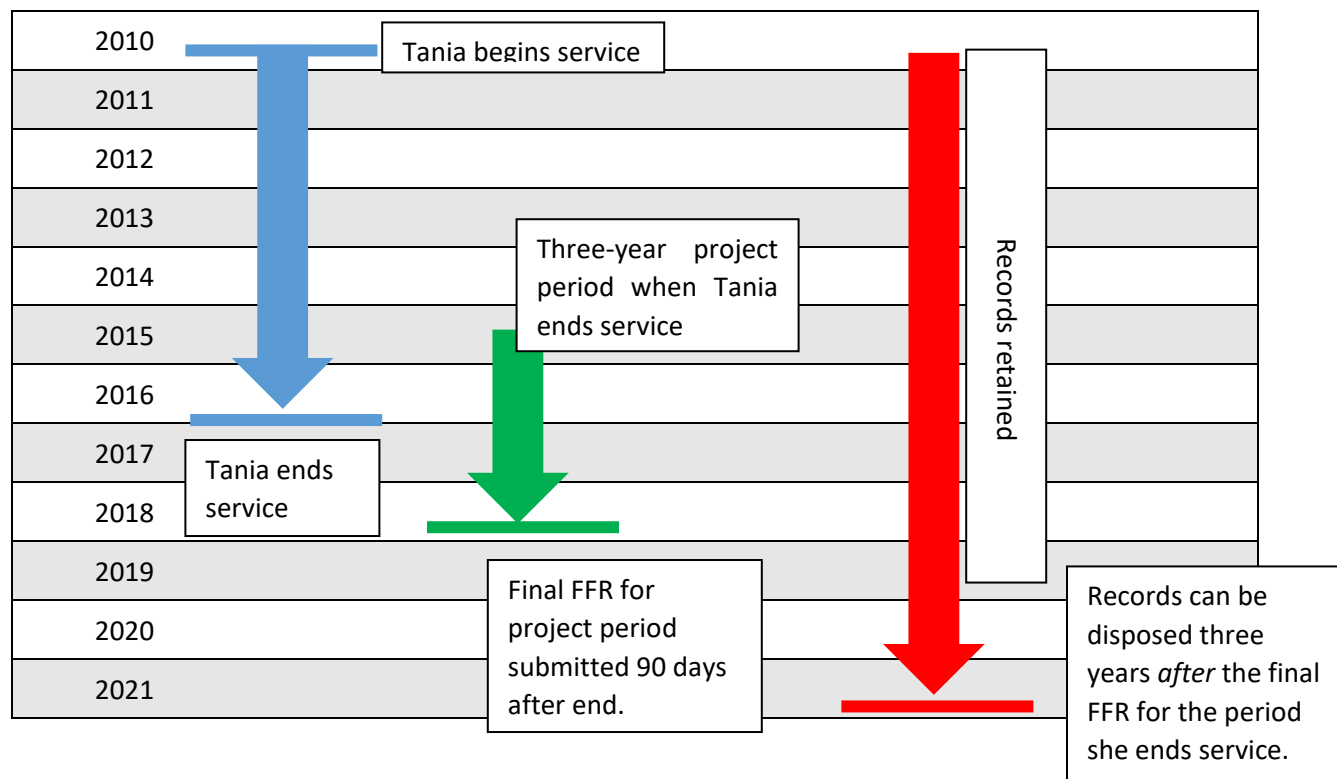 2010
Tania begins service
2011
2012
2013
Three-year project
period when Tania
ends service
2014
2015
2016
2017
Tania ends
service
2018
2019
Final FFR for
project period
submitted 90 days
after end.
2020
2021
Records retained
Records can be
disposed three
years after the final
FFR for the period
she ends service.